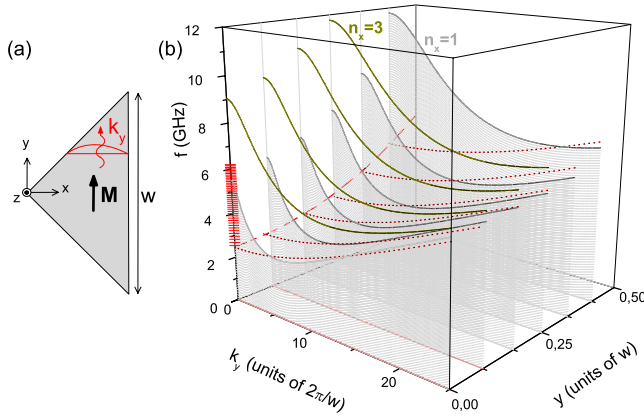 (a)
y
z
x
k_y
M
w
(b)
n_x=3
n_x=1
f (GHz)
12
10
8
6
4
2
0
0
10
20
k_y (units of 2π/w)
0,00
0,25
0,50
y (units of w)